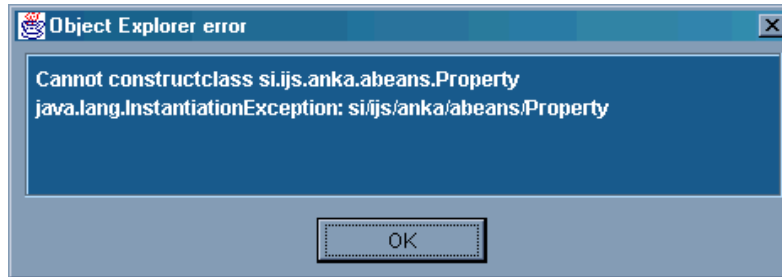 Object Explorer error
Cannot constructclass si.ijs.anka.abeans.Property
java.lang.InstantiationException: si/ijs/anka/abeans/Property
OK